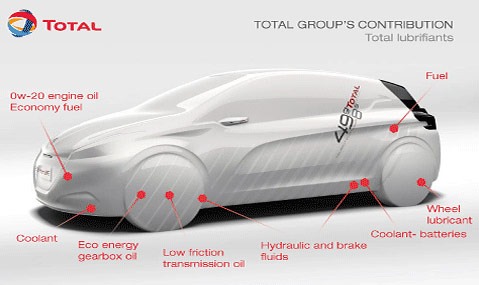 TOTAL
TOTAL GROUP'S CONTRIBUTION
Total lubrifiants
0w-20 engine oil
Economy fuel
Fuel
TOTAL
Coolant
Eco energy
gearbox oil
Low friction
transmission oil
Hydraulic and brake
fluids
Wheel
lubricant
Coolant- batteries